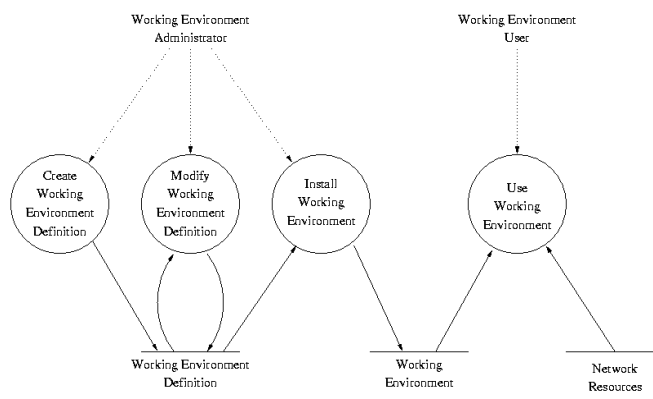 Working Environment
Administrator
Working Environment
User
Create
Working
Environment
Definition
Modify
Working
Environment
Definition
Install
Working
Environment
Use
Working
Environment
Working Environment
Definition
Working
Environment
Network
Resources